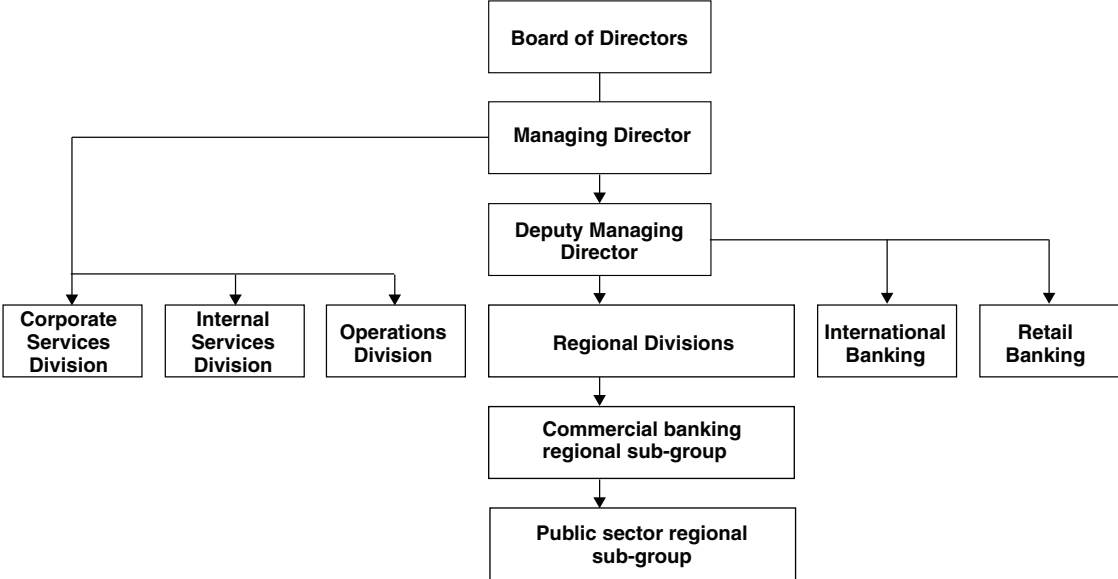 Board of Directors
Managing Director
Deputy Managing
Director
Corporate
Services
Division
Internal
Services
Division
Operations
Division
Regional Divisions
International
Banking
Retail
Banking
Commercial banking
regional sub-group
Public sector regional
sub-group